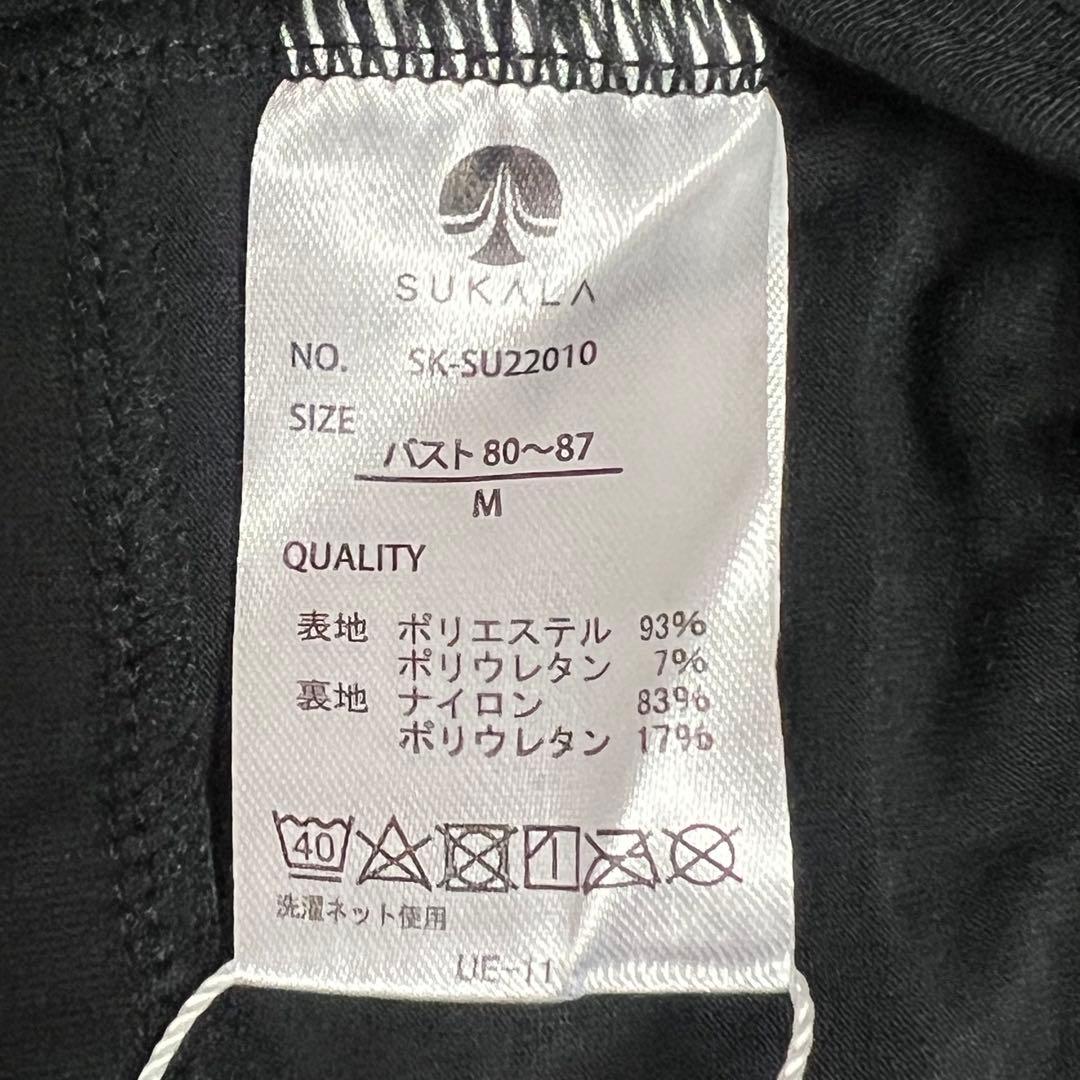 SUKALA
NO. SK-SU22010
SIZE
バスト 80〜87
M
QUALITY
表地 ポリエステル 93%
ポリウレタン 7%
裏地 ナイロン 83%
ポリウレタン 17%
40
洗濯ネット使用
UE-11